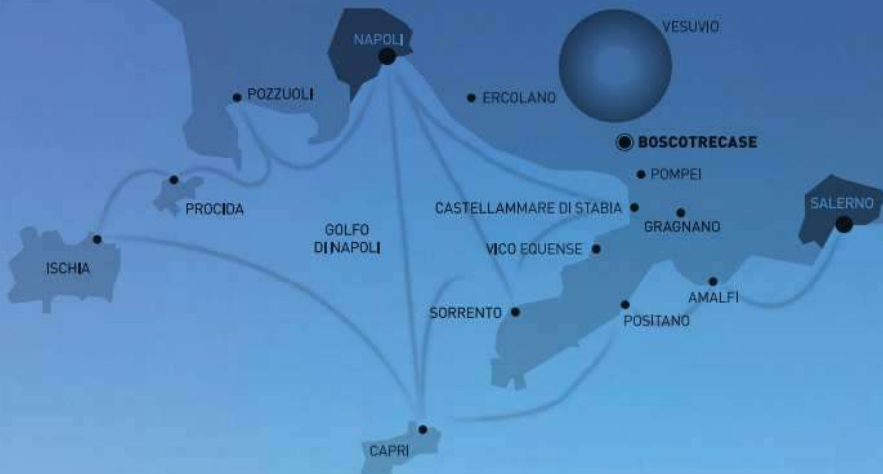 VESUVIO
NAPOLI
POZZUOLI
ERCOLANO
BOSCOTRECASE
POMPEI
PROCIDA
CASTELLAMMARE DI STABIA
SALERNO
GRAGNANO
GOLFO
DI NAPOLI
VICO EQUENSE
ISCHIA
AMALFI
SORRENTO
POSITANO
CAPRI